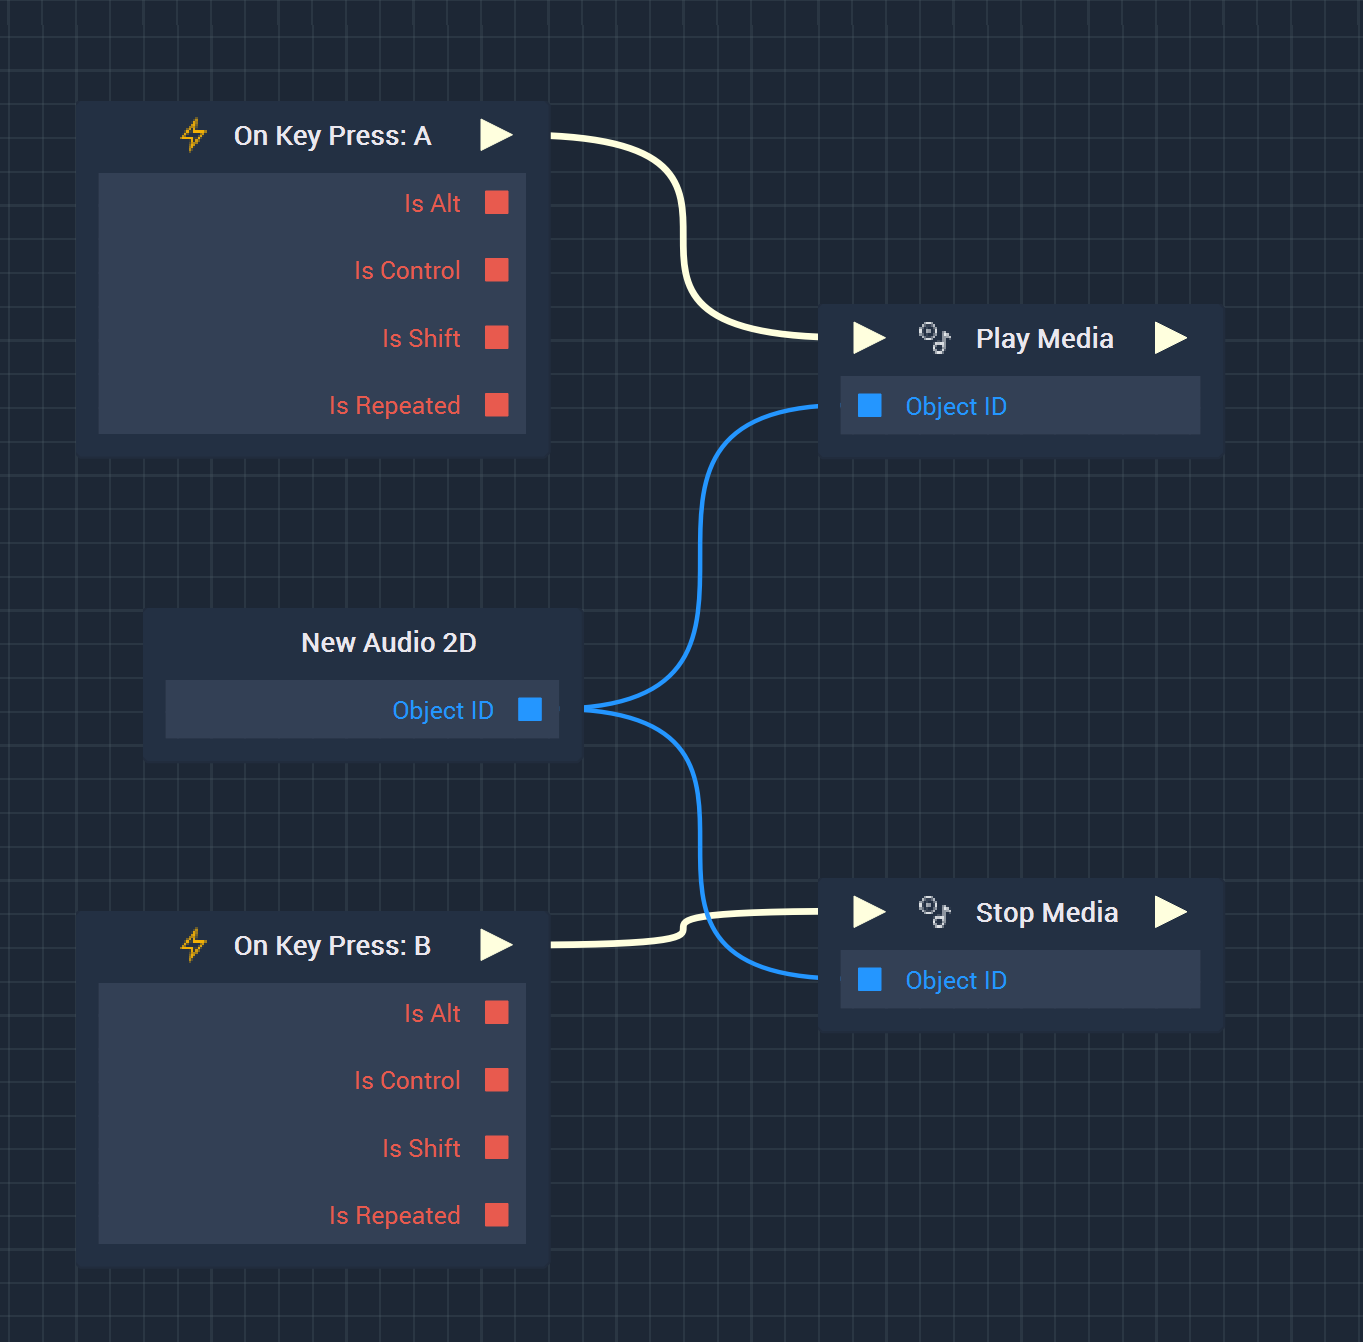 On Key Press: A
Is Alt
Is Control
Is Shift
Is Repeated
Play Media
Object ID
New Audio 2D
Object ID
On Key Press: B
Is Alt
Is Control
Is Shift
Is Repeated
Stop Media
Object ID